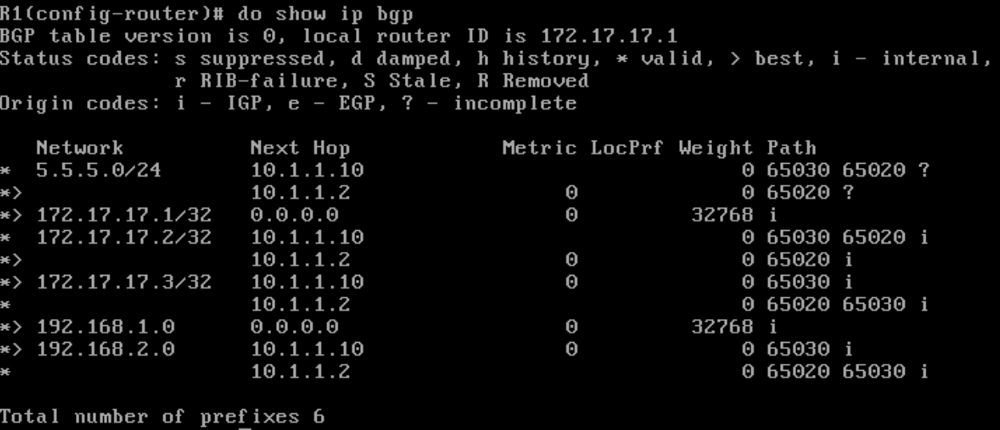 R1(config-router)# do show ip bgp
BGP table version is 0, local router ID is 172.17.17.1
Status codes: s suppressed, d damped, h history, * valid, > best, i - internal,
              r RIB-failure, S Stale, R Removed
Origin codes: i - IGP, e - EGP, ? - incomplete

   Network          Next Hop            Metric LocPrf Weight Path
*  5.5.5.0/24       10.1.1.10                              0 65030 65020 ?
*>                  10.1.1.2                 0             0 65020 ?
*> 172.17.17.1/32   0.0.0.0                  0         32768 i
*  172.17.17.2/32   10.1.1.10                              0 65030 65020 i
*>                  10.1.1.2                 0             0 65020 i
*> 172.17.17.3/32   10.1.1.10                0             0 65030 i
*                   10.1.1.2                               0 65020 65030 i
*> 192.168.1.0      0.0.0.0                  0         32768 i
*> 192.168.2.0      10.1.1.10                0             0 65030 i
*                   10.1.1.2                               0 65020 65030 i

Total number of prefixes 6